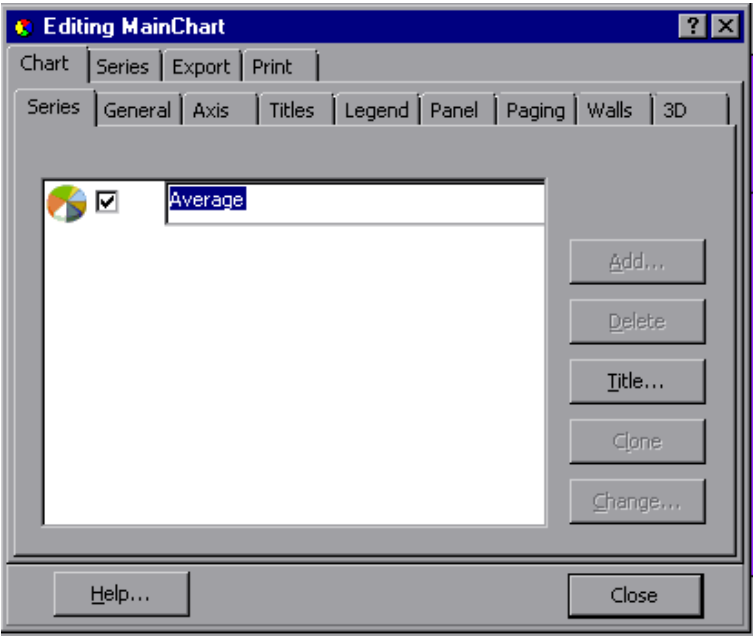 Editing MainChart
Chart Series Export Print
Series General Axis Titles Legend Panel Paging Walls 3D
Average
Add...
Delete
Title...
Clone
Change...
Help... Close